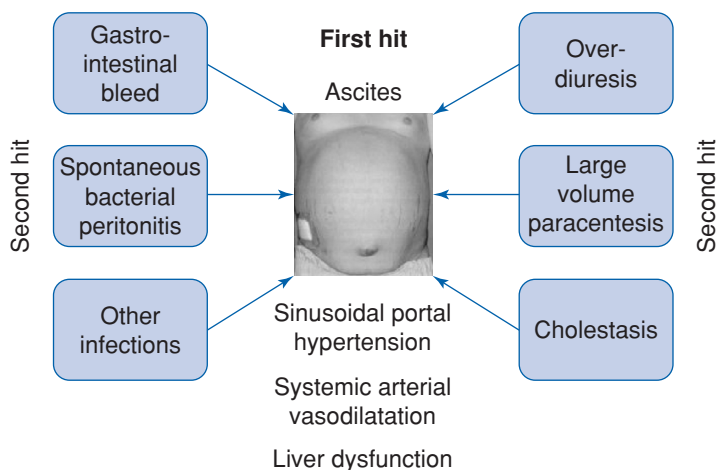 Gastro-
intestinal
bleed
First hit
Over-
diuresis
Ascites
Second hit
Spontaneous
bacterial
peritonitis
Large
volume
paracentesis
Second hit
Other
infections
Sinusoidal portal
hypertension
Cholestasis
Systemic arterial
vasodilatation
Liver dysfunction